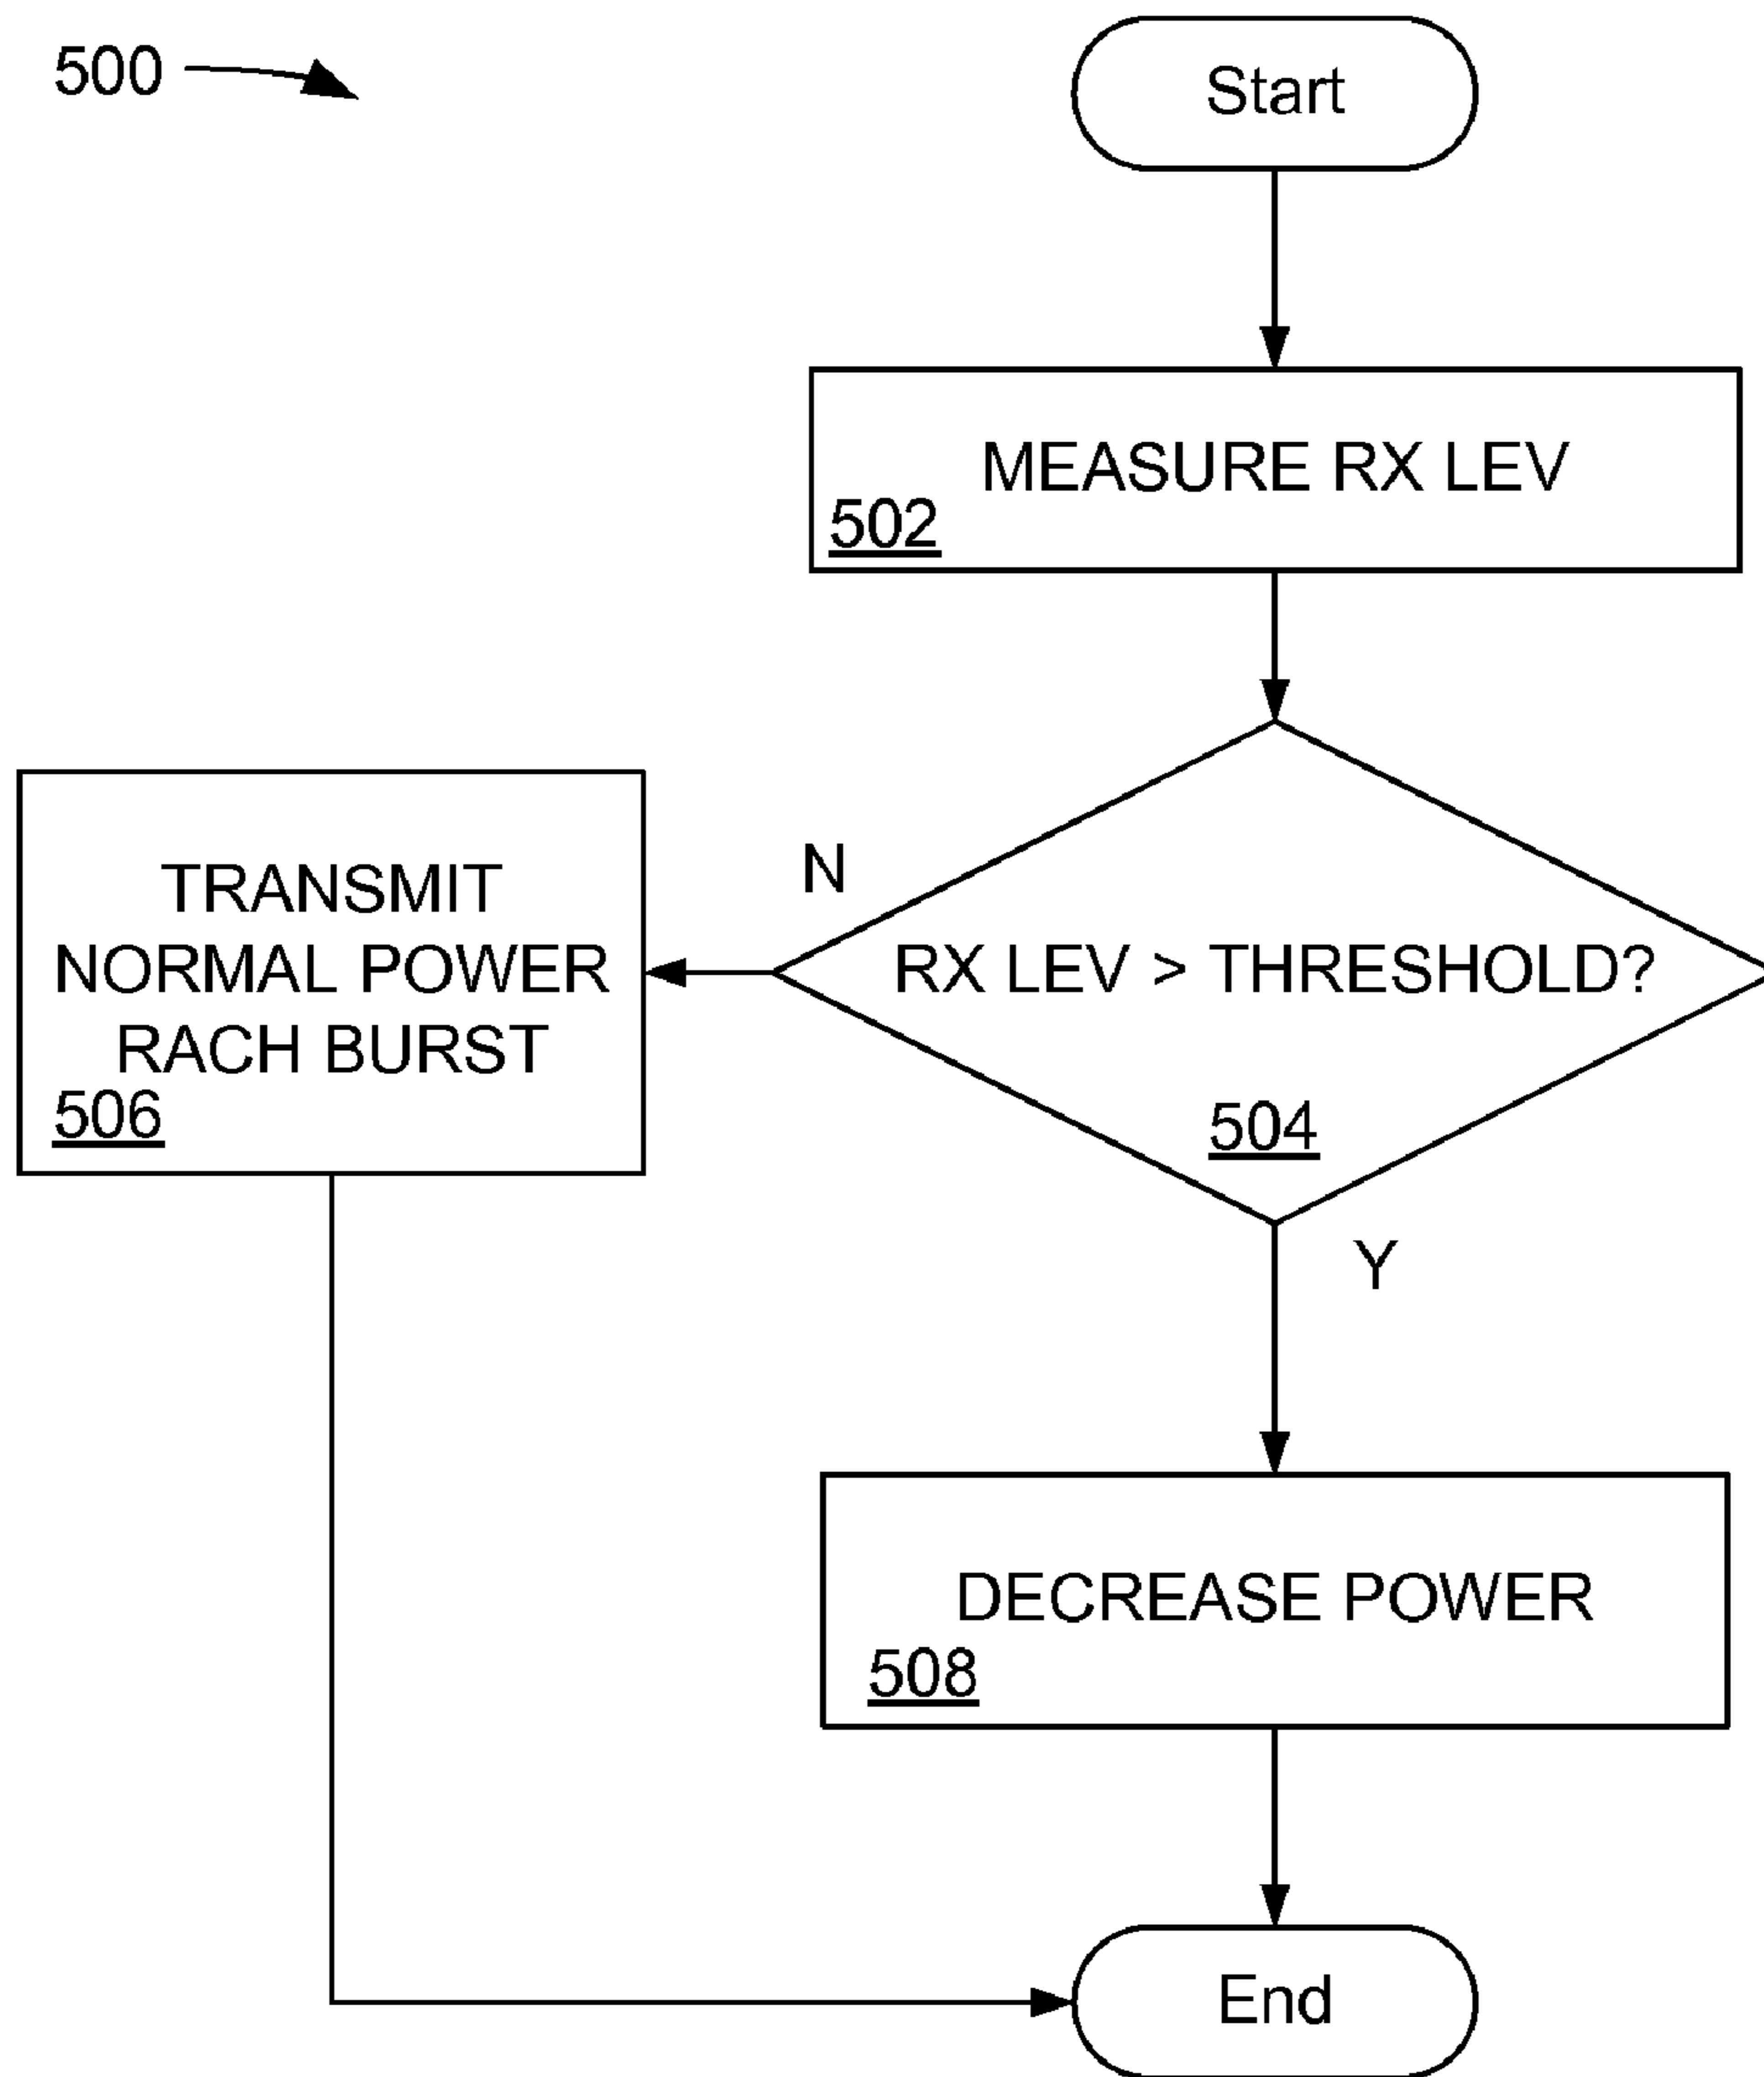 500
Start
MEASURE RX LEV
502
N
RX LEV > THRESHOLD?
504
TRANSMIT
NORMAL POWER
RACH BURST
506
Y
DECREASE POWER
508
End